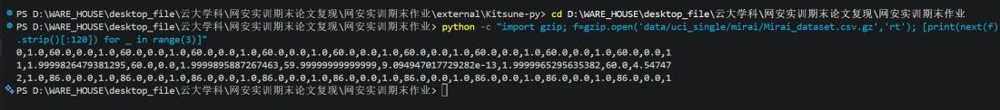 PS D:\WARE_HOUSE\desktop_file\云大学科\网安实训期末论文复现\网安实训期末作业\external\Kitsune-py> cd D:\WARE_HOUSE\desktop_file\云大学科\网安实训期末论文复现\网安实训期末作业
PS D:\WARE_HOUSE\desktop_file\云大学科\网安实训期末论文复现\网安实训期末作业> python -c "import gzip; f=gzip.open('data/uci_single/mirai/Mirai_dataset.csv.gz','rt'); [print(next(f)
.strip()[:120]) for _ in range(3)]"
0,1.0,60.0,0.0,1.0,60.0,0.0,1.0,60.0,0.0,1.0,60.0,0.0,1.0,60.0,0.0,1.0,60.0,0.0,1.0,60.0,0.0,1.0,60.0,0.0,1.0,60.0,0.0,1
1,1.9999826479381295,60.0,0.0,1.9999895887267463,59.99999999999999,9.094947017729282e-13,1.9999965295635382,60.0,4.54747
2,1.0,86.0,0.0,1.0,86.0,0.0,1.0,86.0,0.0,1.0,86.0,0.0,1.0,86.0,0.0,1.0,86.0,0.0,1.0,86.0,0.0,1.0,86.0,0.0,1.0,86.0,0.0,1
PS D:\WARE_HOUSE\desktop_file\云大学科\网安实训期末论文复现\网安实训期末作业>